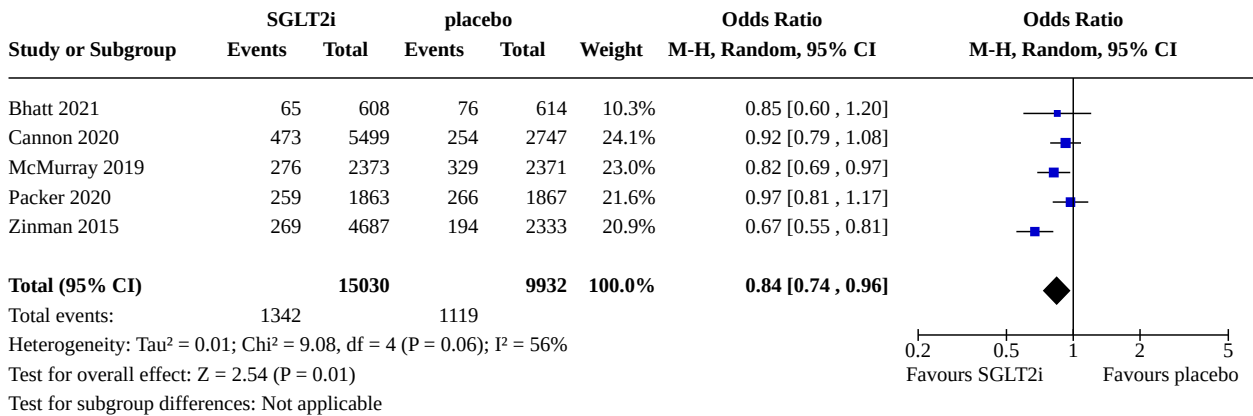 SGLT2i placebo Odds Ratio Odds Ratio
Study or Subgroup Events Total Events Total Weight M-H, Random, 95% CI M-H, Random, 95% CI
Bhatt 2021 65 608 76 614 10.3% 0.85 [0.60 , 1.20]
Cannon 2020 473 5499 254 2747 24.1% 0.92 [0.79 , 1.08]
McMurray 2019 276 2373 329 2371 23.0% 0.82 [0.69 , 0.97]
Packer 2020 259 1863 266 1867 21.6% 0.97 [0.81 , 1.17]
Zinman 2015 269 4687 194 2333 20.9% 0.67 [0.55 , 0.81]
Total (95% CI) 15030 9932 100.0% 0.84 [0.74 , 0.96]
Total events: 1342 1119
Heterogeneity: Tau² = 0.01; Chi² = 9.08, df = 4 (P = 0.06); I² = 56%
0.2 0.5 1 2 5
Test for overall effect: Z = 2.54 (P = 0.01)
Favours SGLT2i Favours placebo
Test for subgroup differences: Not applicable